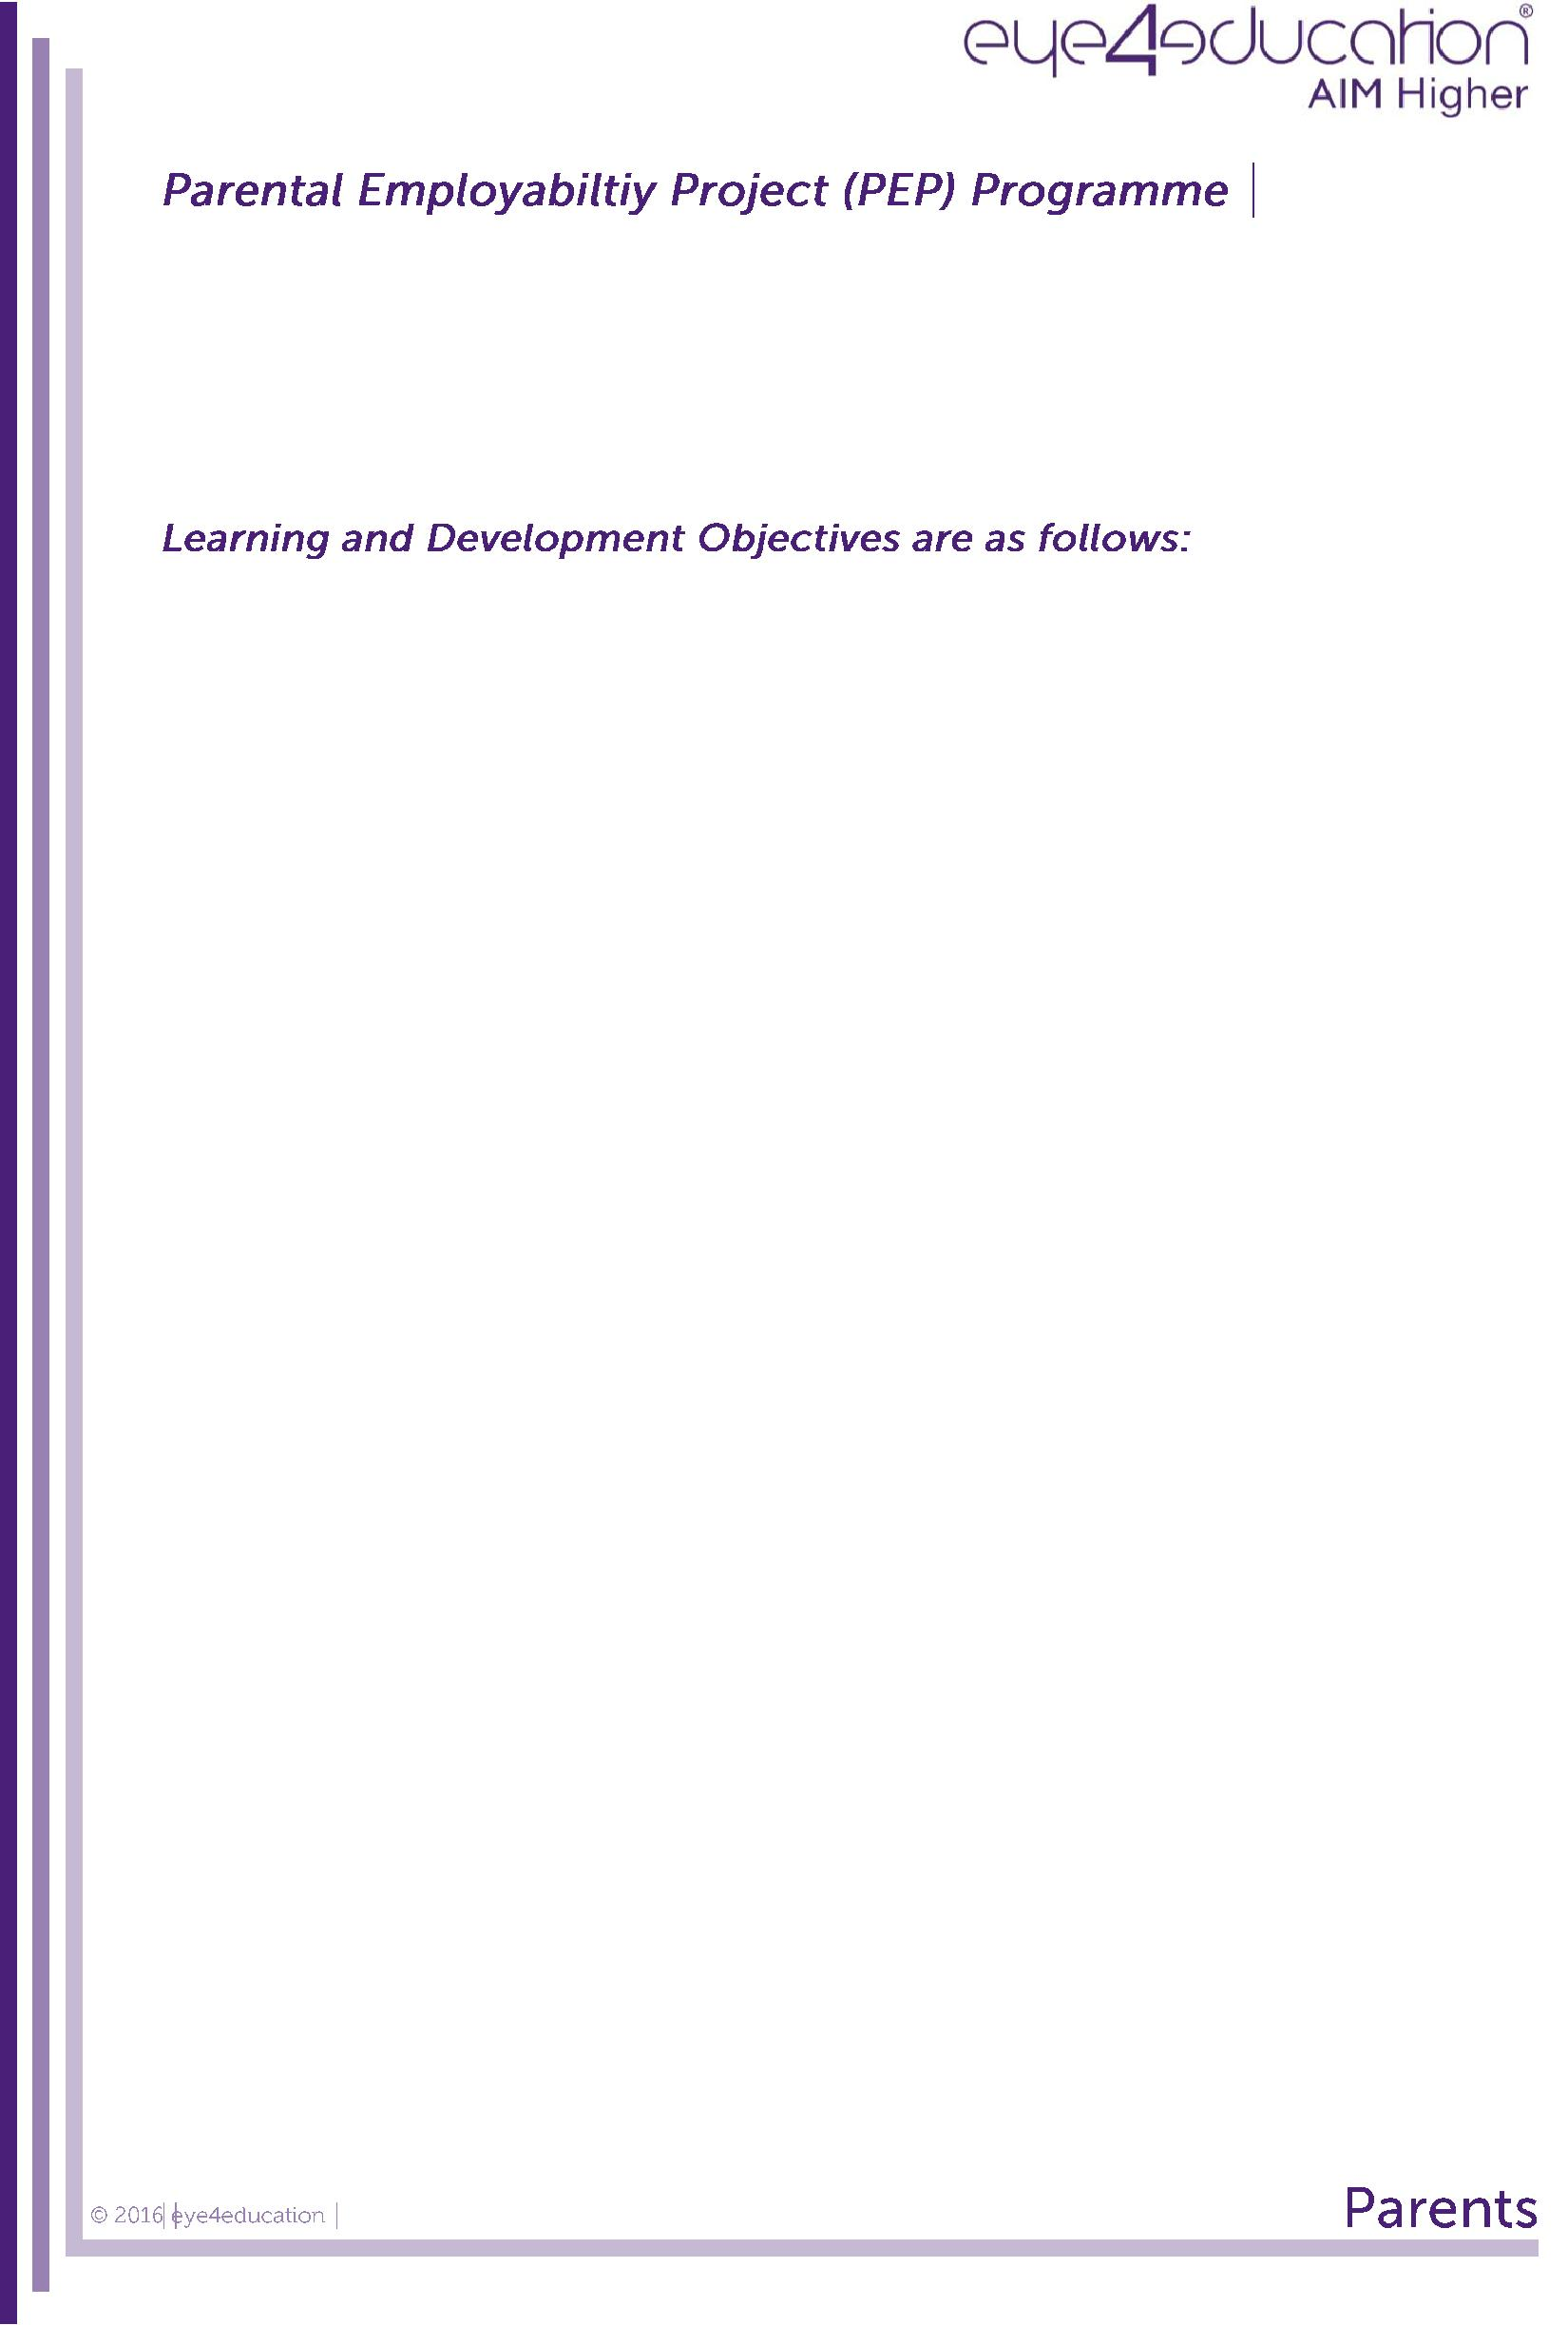 eye4education®
AIM Higher
Parental Employabiltiy Project (PEP) Programme
Learning and Development Objectives are as follows:
© 2016 eye4education
Parents